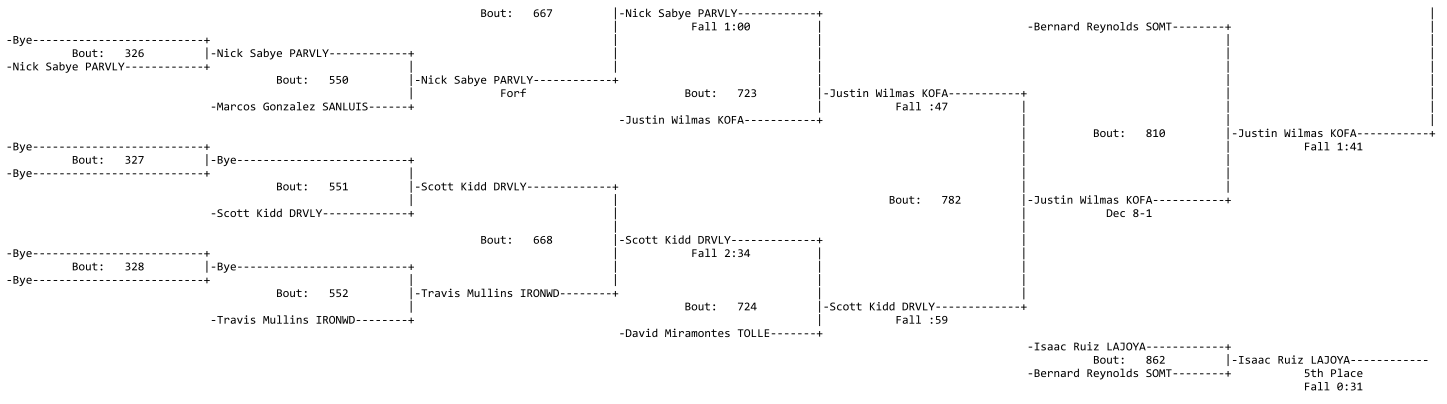 Bout: 667 |-Nick Sabye PARVLY------------+ |
Fall 1:00 | -Bernard Reynolds SOMT--------+
-Bye--------------------------+
Bout: 326 |-Nick Sabye PARVLY------------+
-Nick Sabye PARVLY------------+
Bout: 550 |-Nick Sabye PARVLY------------+
Forf Bout: 723 |-Justin Wilmas KOFA-----------+
-Marcos Gonzalez SANLUIS------+ Fall :47
-Justin Wilmas KOFA-----------+
Bout: 810 |-Justin Wilmas KOFA-----------+
-Bye--------------------------+ Fall 1:41
Bout: 327 |-Bye--------------------------+
-Bye--------------------------+
Bout: 551 |-Scott Kidd DRVLY-------------+
Bout: 782 |-Justin Wilmas KOFA-----------+
-Scott Kidd DRVLY-------------+ Dec 8-1
Bout: 668 |-Scott Kidd DRVLY-------------+
-Bye--------------------------+ Fall 2:34
Bout: 328 |-Bye--------------------------+
-Bye--------------------------+
Bout: 552 |-Travis Mullins IRONWD--------+
Bout: 724 |-Scott Kidd DRVLY-------------+
-Travis Mullins IRONWD--------+ Fall :59
-David Miramontes TOLLE-------+
-Isaac Ruiz LAJOYA------------+
Bout: 862 |-Isaac Ruiz LAJOYA------------
-Bernard Reynolds SOMT--------+ 5th Place
Fall 0:31